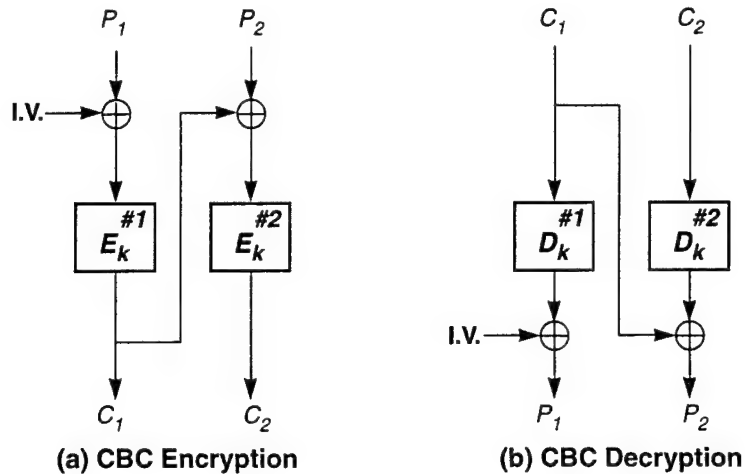 P1 P2
I.V.
#1 Ek
#2 Ek
C1 C2
(a) CBC Encryption
C1 C2
#1 Dk
#2 Dk
I.V.
P1 P2
(b) CBC Decryption